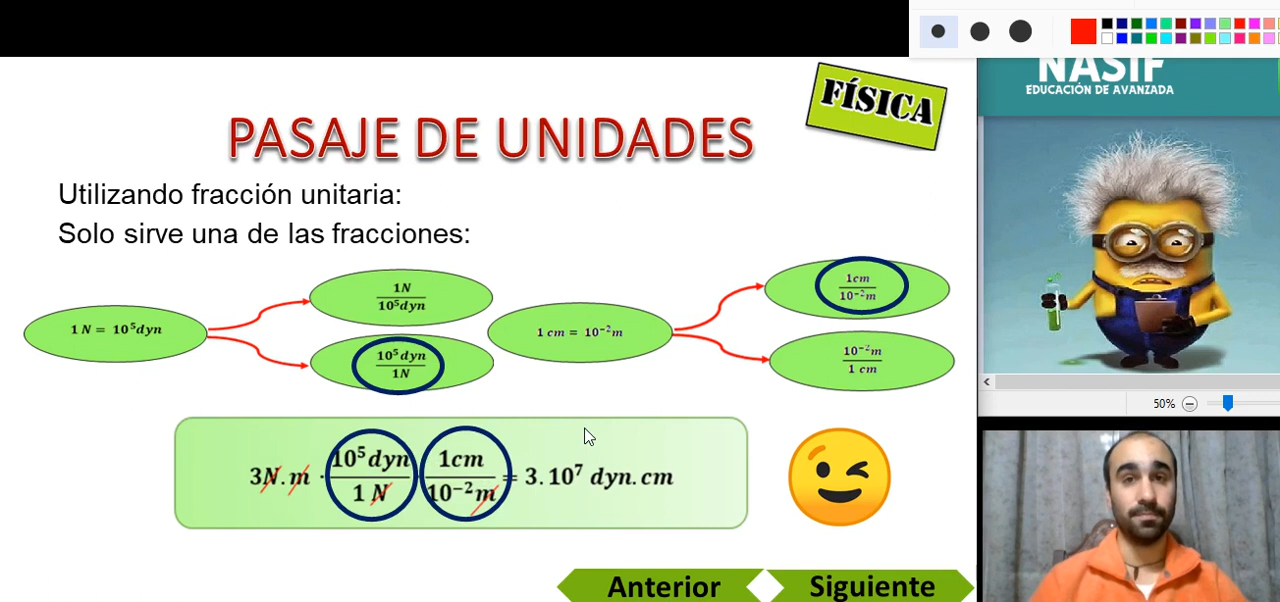 NASIF
EDUCACIÓN DE AVANZADA
FÍSICA
PASAJE DE UNIDADES
Utilizando fracción unitaria:
Solo sirve una de las fracciones:
1 N = 10⁵dyn
1N
10⁵dyn
10⁵dyn
1N
1 cm = 10⁻²m
1cm
10⁻²m
10⁻²m
1 cm
50%
3N.m · 10⁵dyn/1 N · 1cm/10⁻²m = 3.10⁷ dyn.cm
Anterior
Siguiente